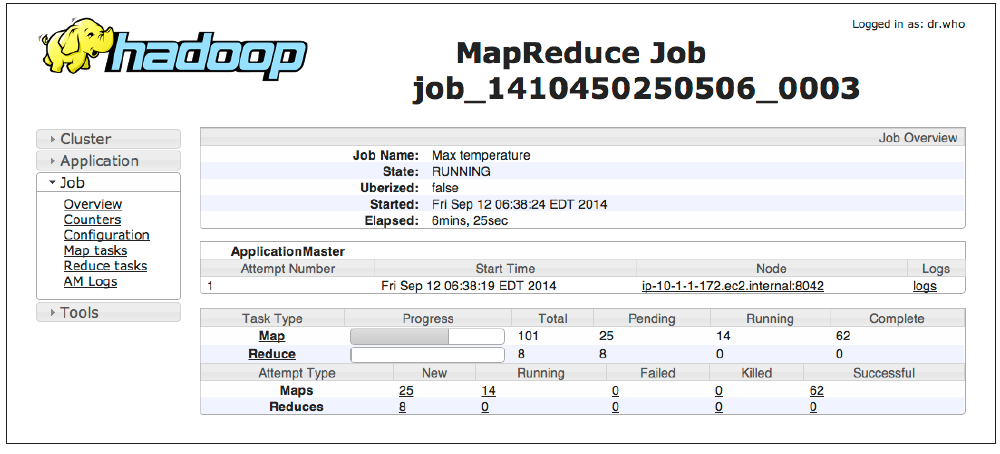 Logged in as: dr.who
hadoop
MapReduce Job
job_1410450250506_0003
Cluster
Application
Job
Overview
Counters
Configuration
Map tasks
Reduce tasks
AM Logs
Tools
Job Overview
Job Name: Max temperature
State: RUNNING
Uberized: false
Started: Fri Sep 12 06:38:24 EDT 2014
Elapsed: 6mins, 25sec
ApplicationMaster
Attempt Number Start Time Node Logs
1 Fri Sep 12 06:38:19 EDT 2014 ip-10-1-1-172.ec2.internal:8042 logs
Task Type Progress Total Pending Running Complete
Map 101 25 14 62
Reduce 8 8 0 0
Attempt Type New Running Failed Killed Successful
Maps 25 14 0 0 62
Reduces 8 0 0 0 0